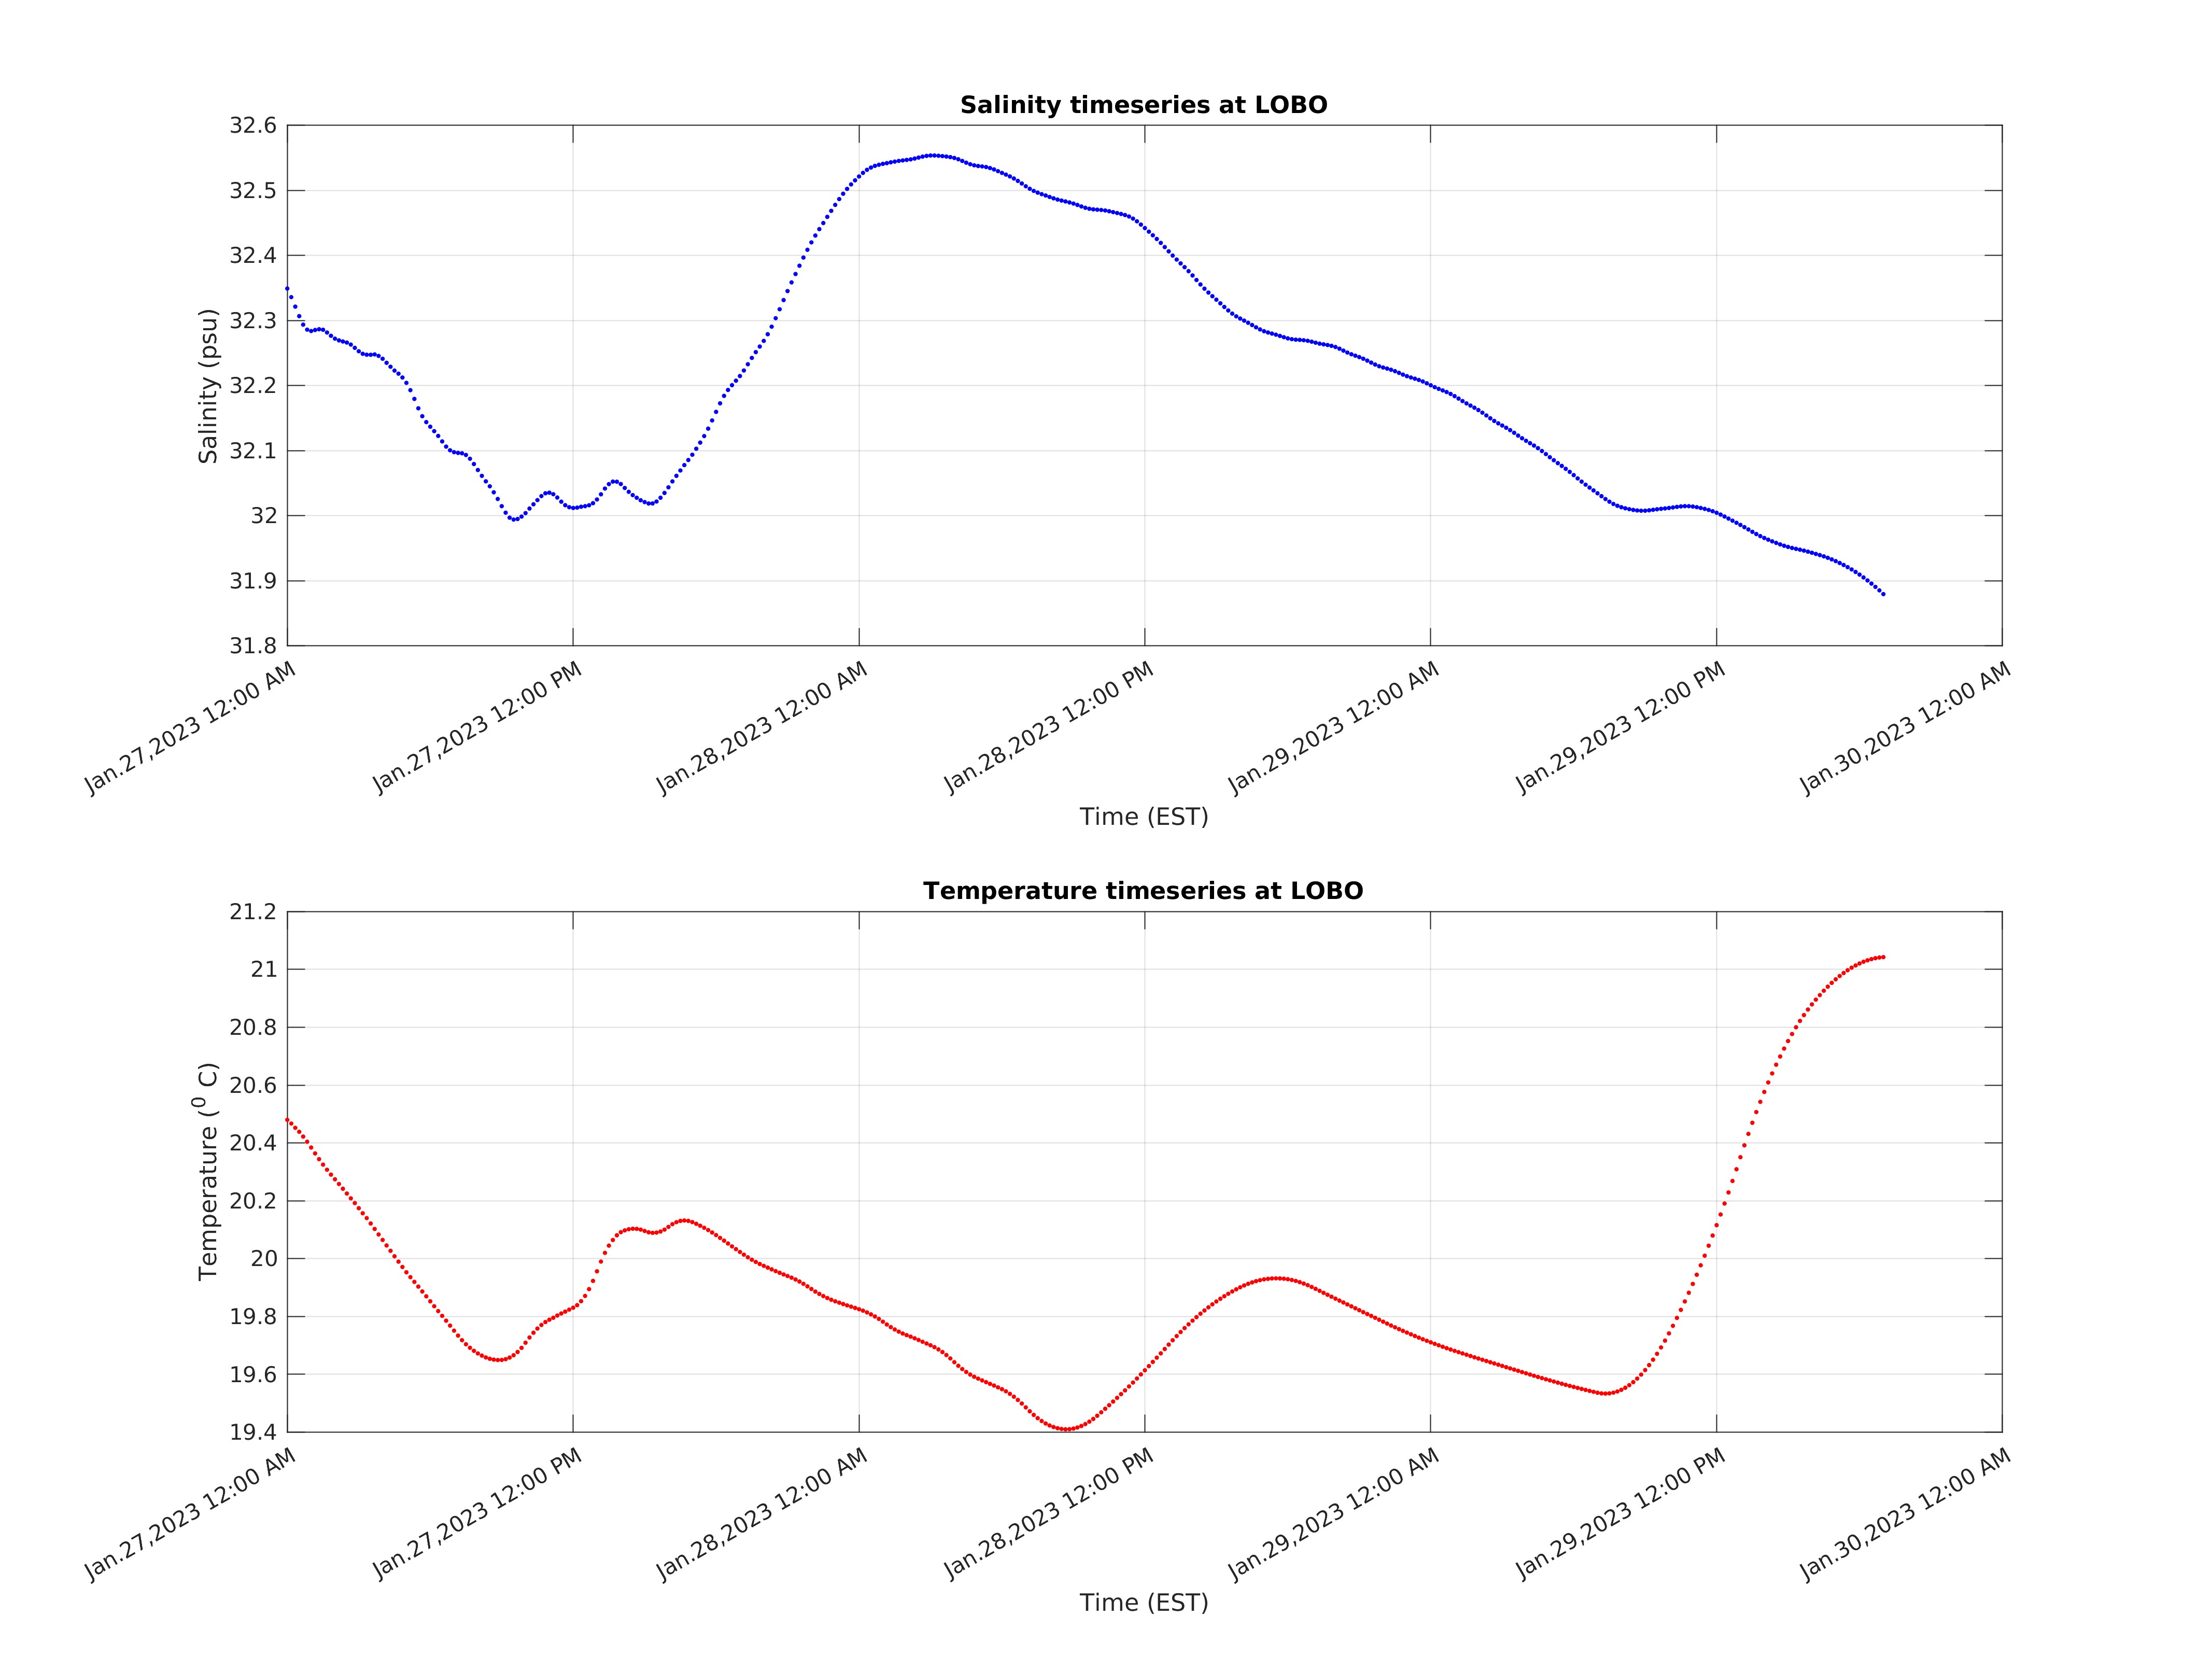 Salinity timeseries at LOBO
32.6
32.5
32.4
32.3
32.2
32.1
32
31.9
31.8
Salinity (psu)
Jan.27,2023 12:00 AM
Jan.27,2023 12:00 PM
Jan.28,2023 12:00 AM
Jan.28,2023 12:00 PM
Jan.29,2023 12:00 AM
Jan.29,2023 12:00 PM
Jan.30,2023 12:00 AM
Time (EST)
Temperature timeseries at LOBO
21.2
21
20.8
20.6
20.4
20.2
20
19.8
19.6
19.4
Temperature (⁰ C)
Jan.27,2023 12:00 AM
Jan.27,2023 12:00 PM
Jan.28,2023 12:00 AM
Jan.28,2023 12:00 PM
Jan.29,2023 12:00 AM
Jan.29,2023 12:00 PM
Jan.30,2023 12:00 AM
Time (EST)